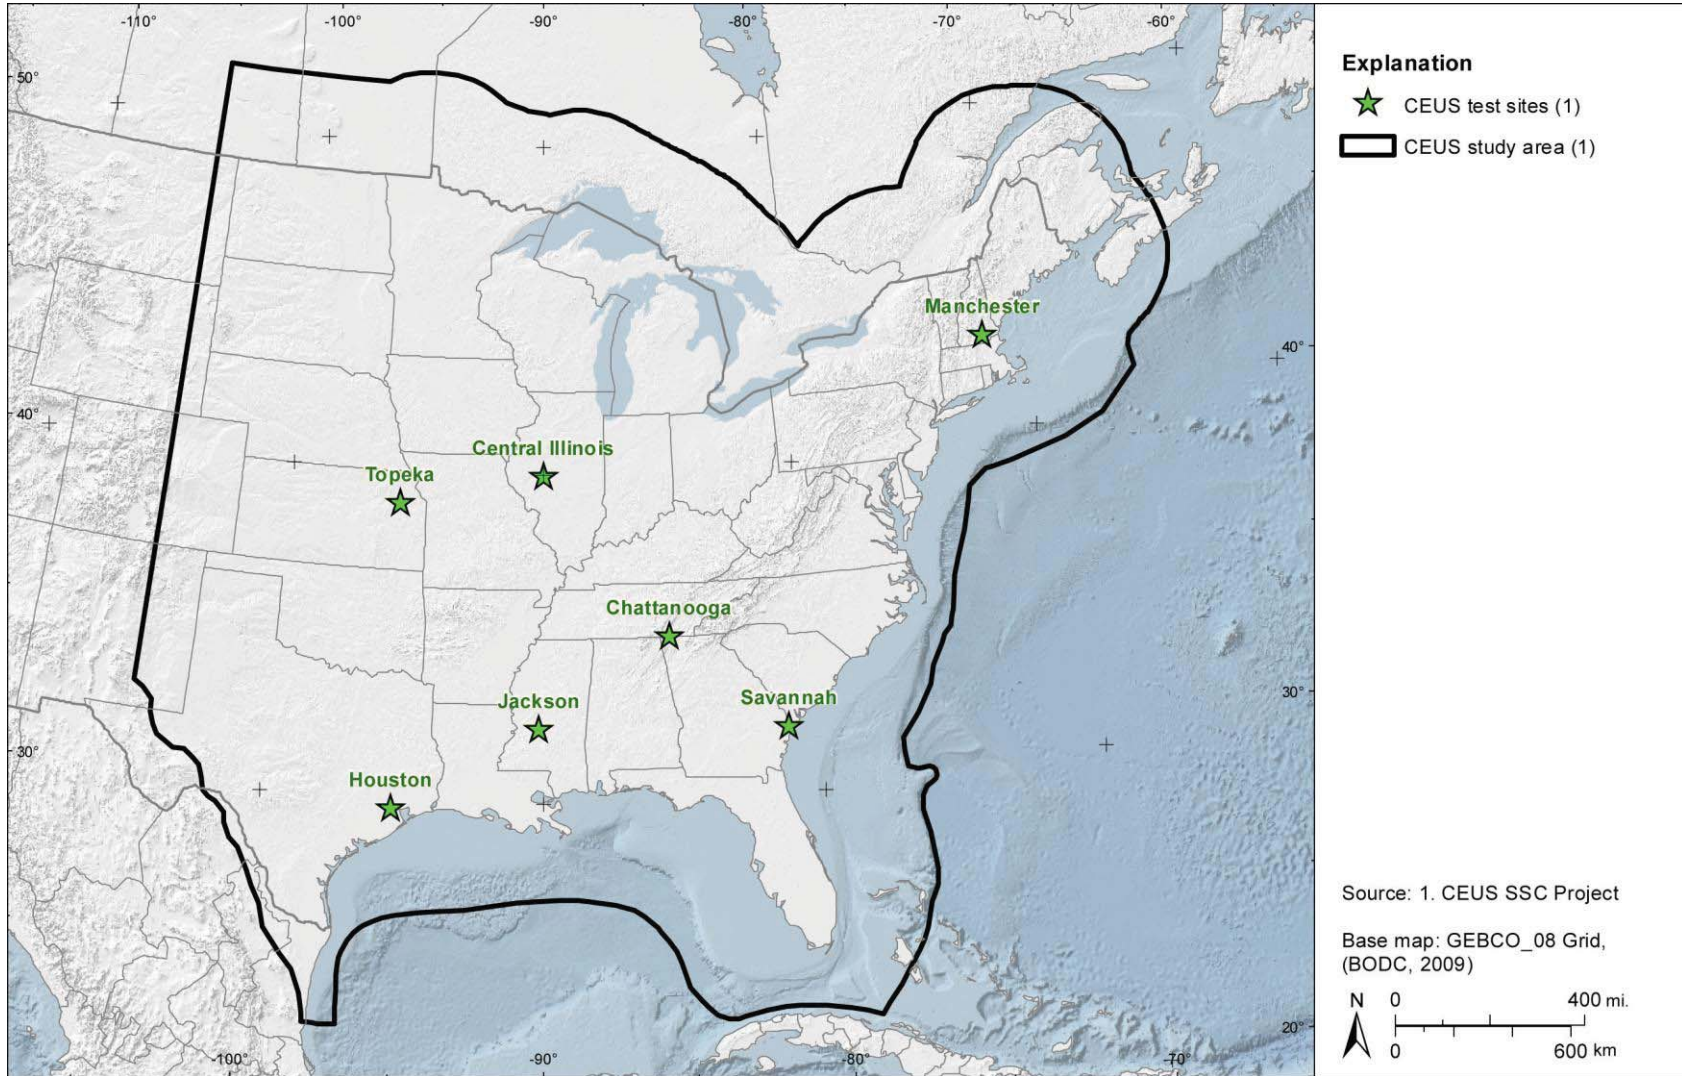 -110°
-100°
-90°
-80°
-70°
-60°
50°
50°
40°
40°
30°
30°
20°
-100°
-90°
-80°
-70°
Manchester
Central Illinois
Topeka
Chattanooga
Jackson
Savannah
Houston
Explanation
CEUS test sites (1)
CEUS study area (1)
Source: 1. CEUS SSC Project
Base map: GEBCO_08 Grid,
(BODC, 2009)
N 0 400 mi.
0 600 km